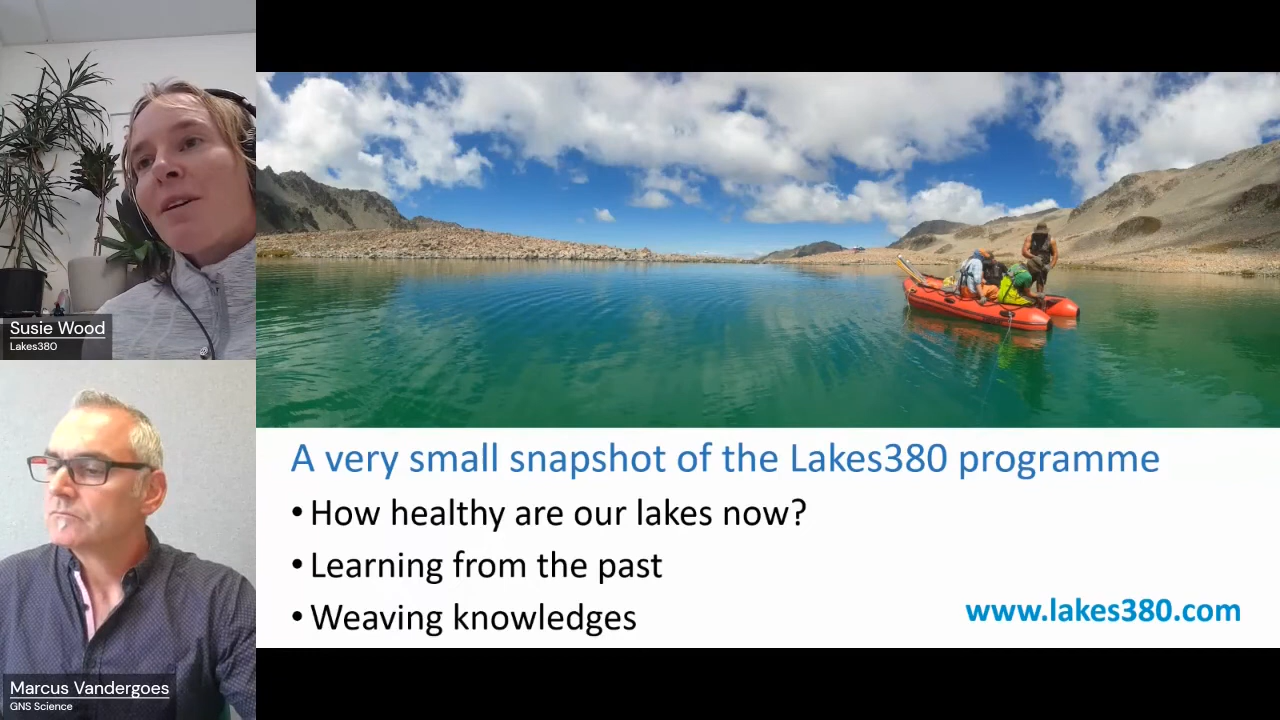 Susie Wood
Lakes380
Marcus Vandergoes
GNS Science
A very small snapshot of the Lakes380 programme
• How healthy are our lakes now?
• Learning from the past
• Weaving knowledges
www.lakes380.com